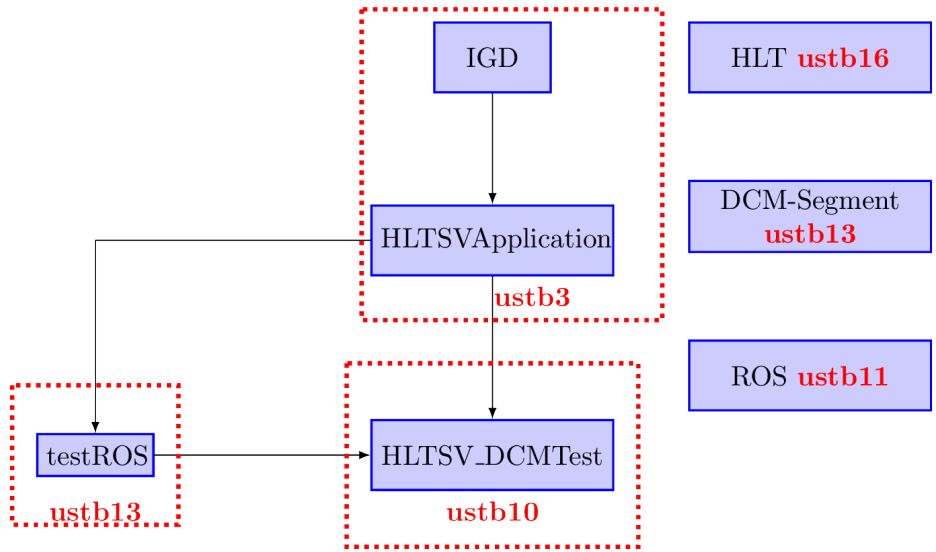 IGD
HLT ustb16
HLTSVApplication
ustb3
DCM-Segment
ustb13
ROS ustb11
testROS
ustb13
HLTSV_DCMTest
ustb10